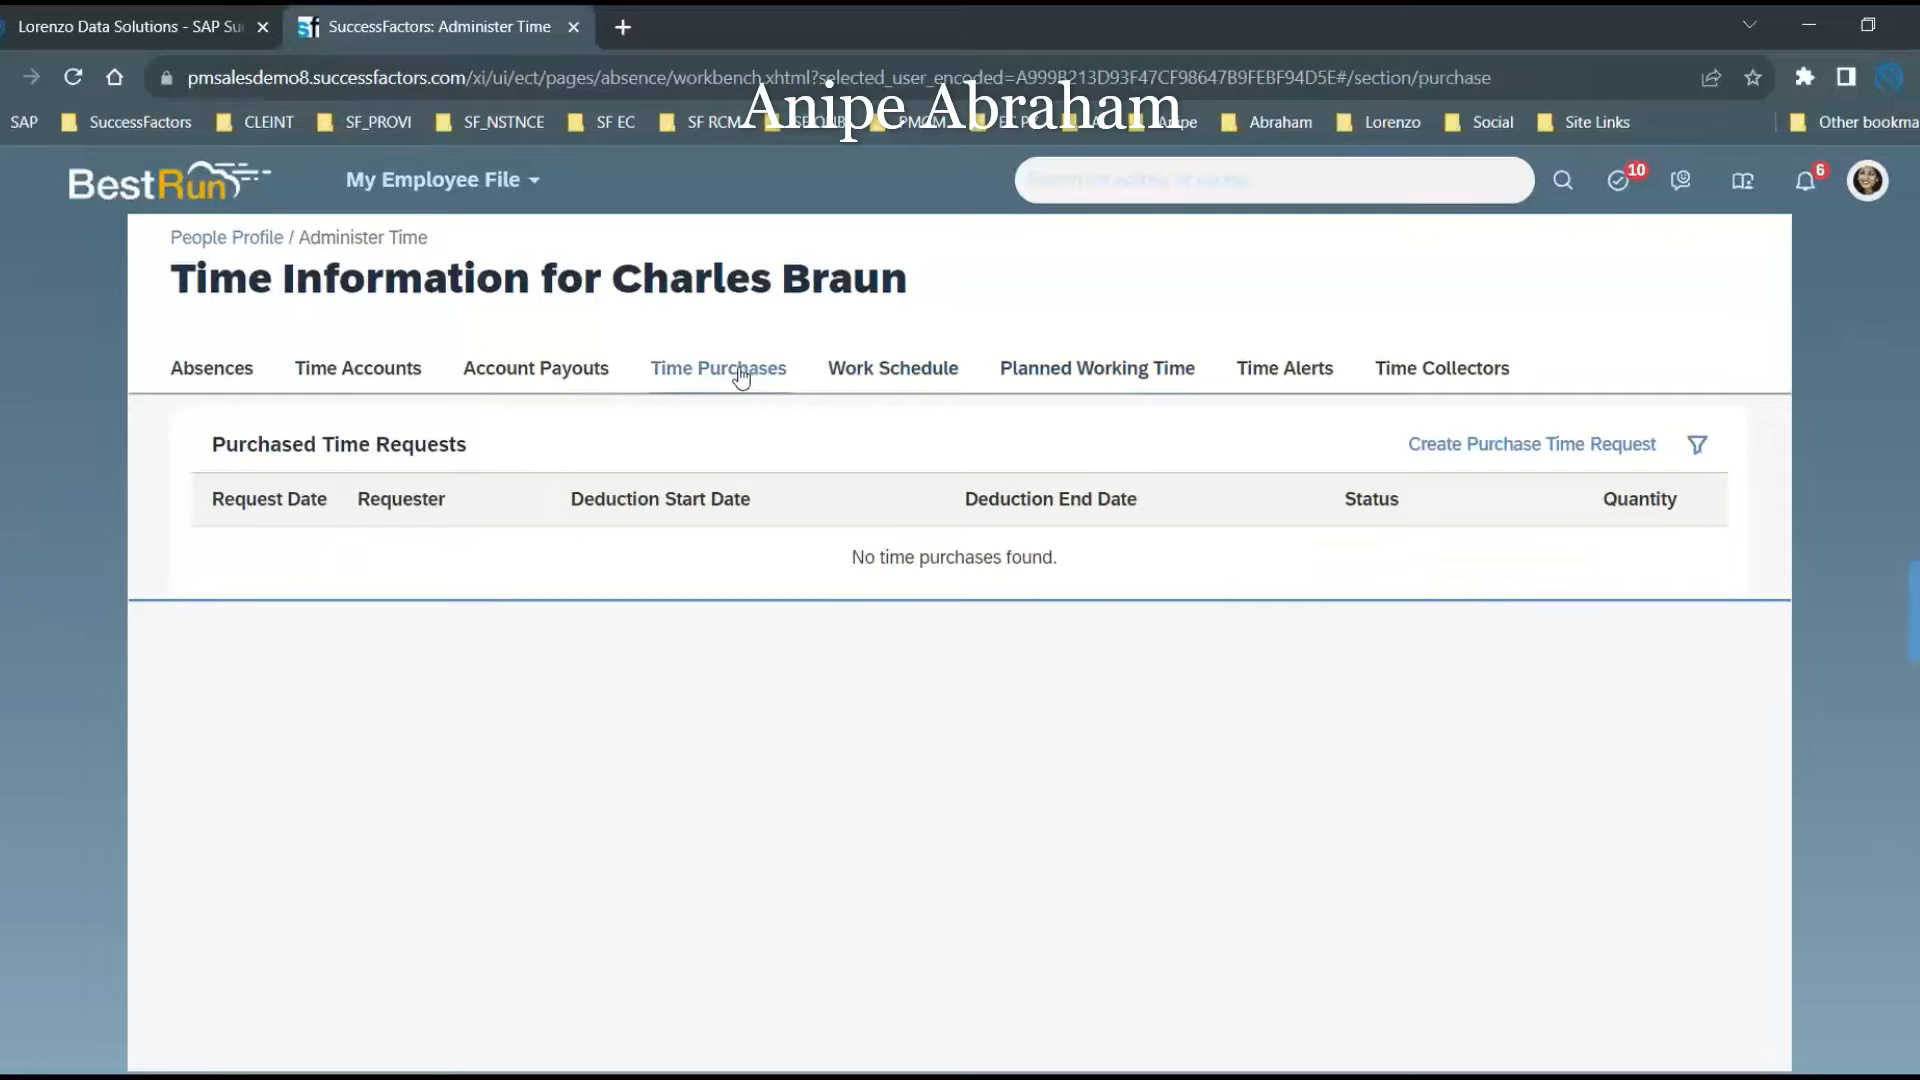 Lorenzo Data Solutions - SAP Su
SuccessFactors: Administer Time
pmsalesdemo8.successfactors.com/xi/ui/ect/pages/absence/workbench.xhtml?selected_user_encoded=A999B213D93F47CF98647B9FEBF94D5E#/section/purchase
Anipe Abraham
SAP SuccessFactors CLEINT SF_PROVI SF_NSTNCE SF EC SF RCM Anipe Abraham Lorenzo Social Site Links Other bookma
BestRun My Employee File 10 6
People Profile / Administer Time
Time Information for Charles Braun
Absences Time Accounts Account Payouts Time Purchases Work Schedule Planned Working Time Time Alerts Time Collectors
Purchased Time Requests Create Purchase Time Request
Request Date Requester Deduction Start Date Deduction End Date Status Quantity
No time purchases found.